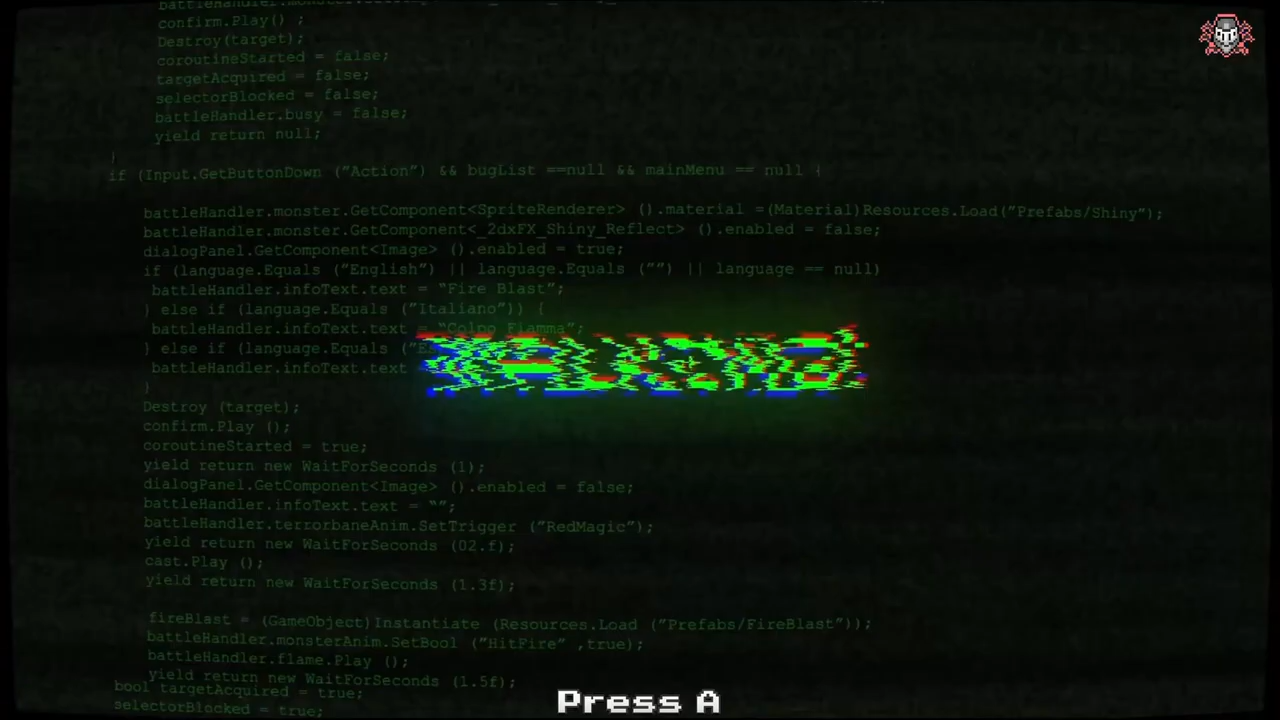 confirm.Play() ;
Destroy(target);
coroutineStarted = false;
targetAcquired = false;
selectorBlocked = false;
battleHandler.busy = false;
yield return null;
}
if (Input.GetButtonDown ("Action") && bugList ==null && mainMenu == null {
battleHandler.monster.GetComponent<SpriteRenderer> ().material =(Material)Resources.Load("Prefabs/Shiny");
battleHandler.monster.GetComponent<_2dxFX_Shiny_Reflect> ().enabled = false;
dialogPanel.GetComponent<Image> ().enabled = true;
if (language.Equals ("English") || language.Equals ("") || language == null)
battleHandler.infoText.text = "Fire Blast";
} else if (language.Equals ("Italiano")) {
battleHandler.infoText.text = "Colpo Flamma";
} else if (language.Equals
battleHandler.infoText.text
}
Destroy (target);
confirm.Play ();
coroutineStarted = true;
yield return new WaitForSeconds (1);
dialogPanel.GetComponent<Image> ().enabled = false;
battleHandler.infoText.text = "";
battleHandler.terrorbaneAnim.SetTrigger ("RedMagic");
yield return new WaitForSeconds (02.f);
cast.Play ();
yield return new WaitForSeconds (1.3f);
fireBlast = (GameObject)Instantiate (Resources.Load ("Prefabs/FireBlast"));
battleHandler.monsterAnim.SetBool ("HitFire" ,true);
battleHandler.flame.Play ();
yield return new WaitForSeconds (1.5f);
bool targetAcquired = true;
selectorBlocked = true;
Press A